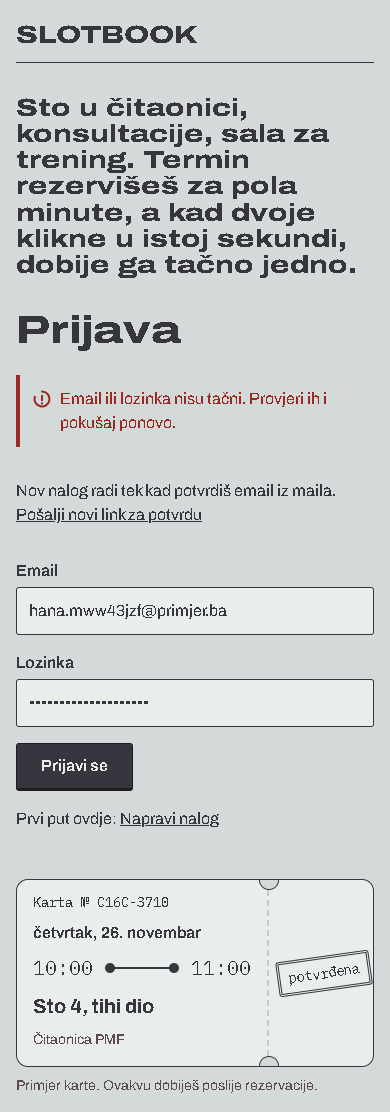 SLOTBOOK
Sto u čitaonici,
konsultacije, sala za
trening. Termin
rezervišeš za pola
minute, a kad dvoje
klikne u istoj sekundi,
dobije ga tačno jedno.
Prijava
Email ili lozinka nisu tačni. Provjeri ih i
pokušaj ponovo.
Nov nalog radi tek kad potvrdiš email iz maila.
Pošalji novi link za potvrdu
Email
hana.mww43jzf@primjer.ba
Lozinka
Prijavi se
Prvi put ovdje: Napravi nalog
Karta № C16C-3710
četvrtak, 26. novembar
10:00 11:00
potvrđena
Sto 4, tihi dio
Čitaonica PMF
Primjer karte. Ovakvu dobiješ poslije rezervacije.